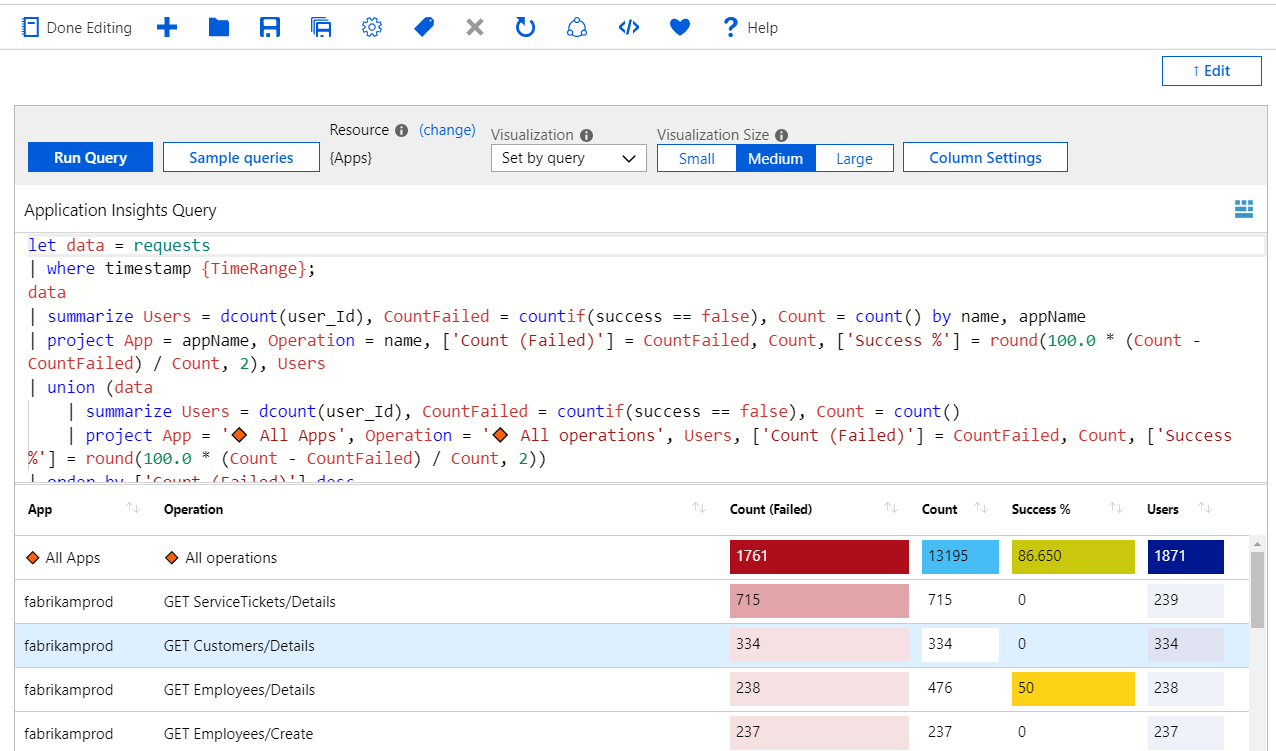 Done Editing Help
↑ Edit
Resource (change) Visualization Visualization Size
Run Query Sample queries {Apps} Set by query Small Medium Large Column Settings
Application Insights Query
let data = requests
| where timestamp {TimeRange};
data
| summarize Users = dcount(user_Id), CountFailed = countif(success == false), Count = count() by name, appName
| project App = appName, Operation = name, ['Count (Failed)'] = CountFailed, Count, ['Success %'] = round(100.0 * (Count -
CountFailed) / Count, 2), Users
| union (data
| summarize Users = dcount(user_Id), CountFailed = countif(success == false), Count = count()
| project App = '🔶 All Apps', Operation = '🔶 All operations', Users, ['Count (Failed)'] = CountFailed, Count, ['Success
%'] = round(100.0 * (Count - CountFailed) / Count, 2))
| order by ['Count (Failed)'] desc
App Operation Count (Failed) Count Success % Users
🔶 All Apps 🔶 All operations 1761 13195 86.650 1871
fabrikamprod GET ServiceTickets/Details 715 715 0 239
fabrikamprod GET Customers/Details 334 334 0 334
fabrikamprod GET Employees/Details 238 476 50 238
fabrikamprod GET Employees/Create 237 237 0 237